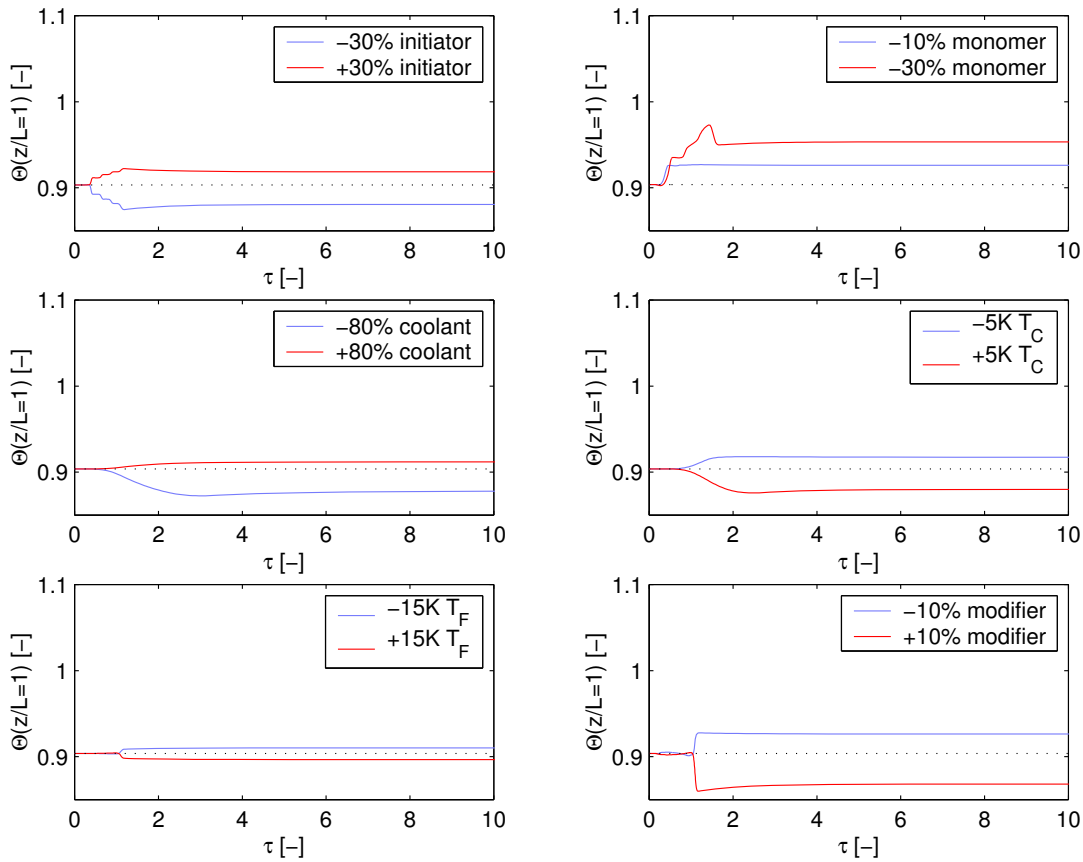 1.1
1
0.9
Θ(z/L=1) [−]
−30% initiator
+30% initiator
0 2 4 6 8 10
τ [−]
1.1
1
0.9
Θ(z/L=1) [−]
−10% monomer
−30% monomer
0 2 4 6 8 10
τ [−]
1.1
1
0.9
Θ(z/L=1) [−]
−80% coolant
+80% coolant
0 2 4 6 8 10
τ [−]
1.1
1
0.9
Θ(z/L=1) [−]
−5K T_C
+5K T_C
0 2 4 6 8 10
τ [−]
1.1
1
0.9
Θ(z/L=1) [−]
−15K T_F
+15K T_F
0 2 4 6 8 10
τ [−]
1.1
1
0.9
Θ(z/L=1) [−]
−10% modifier
+10% modifier
0 2 4 6 8 10
τ [−]